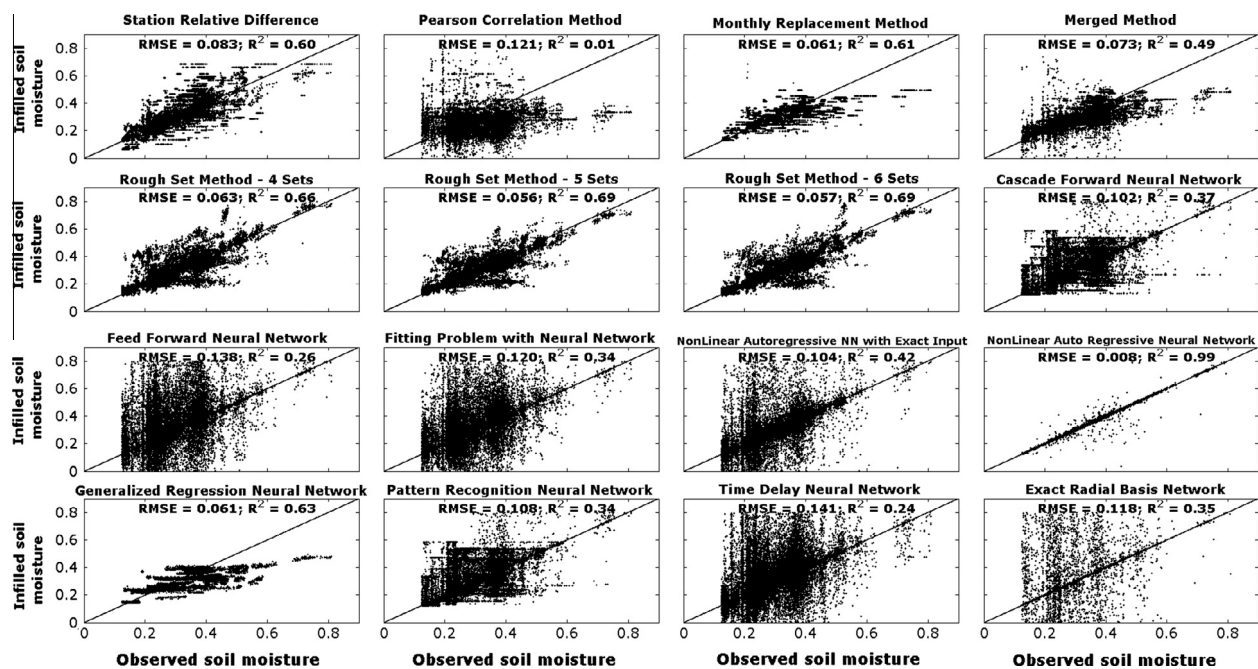 Station Relative Difference
Pearson Correlation Method
Monthly Replacement Method
Merged Method
RMSE = 0.083; R² = 0.60
RMSE = 0.121; R² = 0.01
RMSE = 0.061; R² = 0.61
RMSE = 0.073; R² = 0.49
Infilled soil
moisture
0.8
0.6
0.4
0.2
0
Rough Set Method - 4 Sets
Rough Set Method - 5 Sets
Rough Set Method - 6 Sets
Cascade Forward Neural Network
RMSE = 0.063; R² = 0.66
RMSE = 0.056; R² = 0.69
RMSE = 0.057; R² = 0.69
RMSE = 0.102; R² = 0.37
Infilled soil
moisture
0.8
0.6
0.4
0.2
0
Feed Forward Neural Network
Fitting Problem with Neural Network
NonLinear Autoregressive NN with Exact Input
NonLinear Auto Regressive Neural Network
RMSE = 0.138; R² = 0.26
RMSE = 0.120; R² = 0.34
RMSE = 0.104; R² = 0.42
RMSE = 0.008; R² = 0.99
Infilled soil
moisture
0.8
0.6
0.4
0.2
0
Generalized Regression Neural Network
Pattern Recognition Neural Network
Time Delay Neural Network
Exact Radial Basis Network
RMSE = 0.061; R² = 0.63
RMSE = 0.108; R² = 0.34
RMSE = 0.141; R² = 0.24
RMSE = 0.118; R² = 0.35
Infilled soil
moisture
0.8
0.6
0.4
0.2
0
0 0.2 0.4 0.6 0.8
0 0.2 0.4 0.6 0.8
0 0.2 0.4 0.6 0.8
0 0.2 0.4 0.6 0.8
Observed soil moisture
Observed soil moisture
Observed soil moisture
Observed soil moisture